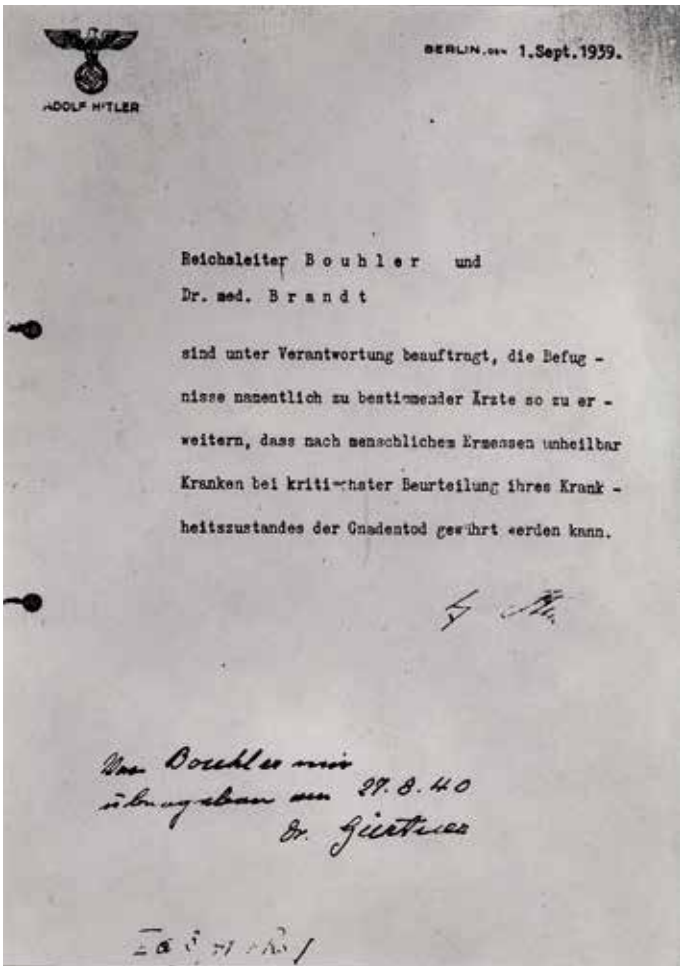 BERLIN, DEN 1.Sept.1939.
ADOLF HITLER
Reichsleiter B o u h l e r und
Dr. med. B r a n d t
sind unter Verantwortung beauftragt, die Befug -
nisse namentlich zu bestimmender Ärzte so zu er -
weitern, dass nach menschlichem Ermessen unheilbar
Kranken bei kritischster Beurteilung ihres Krank -
heitszustandes der Gnadentod gewährt werden kann.
Von Bouhler mir
übergeben am 27.8.40
Dr. Gürtner